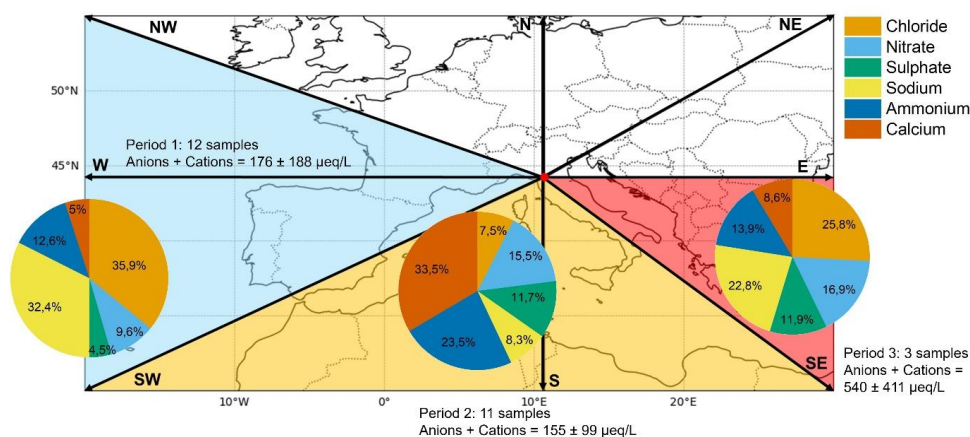 NW
N
NE
Chloride
Nitrate
Sulphate
Sodium
Ammonium
Calcium
50°N
Period 1: 12 samples
Anions + Cations = 176 ± 188 µeq/L
45°N
W
E
5%
12,6%
35,9%
32,4%
9,6%
4,5%
7,5%
33,5%
15,5%
11,7%
23,5%
8,3%
8,6%
25,8%
13,9%
22,8%
16,9%
11,9%
SW
S
SE
Period 3: 3 samples
Anions + Cations =
540 ± 411 µeq/L
10°W
0°
10°E
20°E
Period 2: 11 samples
Anions + Cations = 155 ± 99 µeq/L